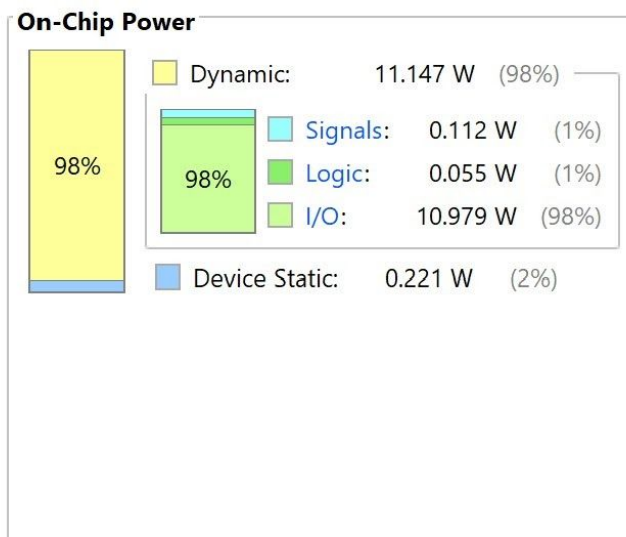 On-Chip Power
Dynamic: 11.147 W (98%)
98%
Signals: 0.112 W (1%)
98%
Logic: 0.055 W (1%)
I/O: 10.979 W (98%)
Device Static: 0.221 W (2%)